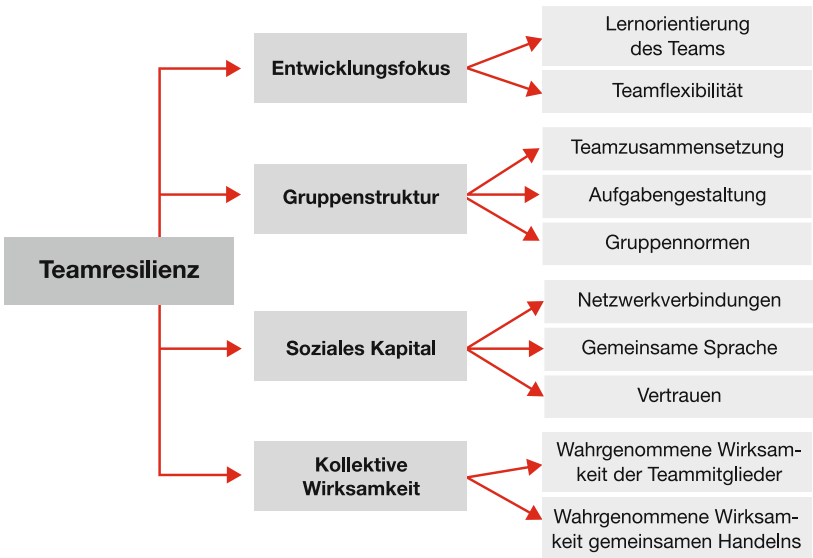 Teamresilienz
Entwicklungsfokus
Lernorientierung
des Teams
Teamflexibilität
Gruppenstruktur
Teamzusammensetzung
Aufgabengestaltung
Gruppennormen
Soziales Kapital
Netzwerkverbindungen
Gemeinsame Sprache
Vertrauen
Kollektive
Wirksamkeit
Wahrgenommene Wirksam-
keit der Teammitglieder
Wahrgenommene Wirksam-
keit gemeinsamen Handelns